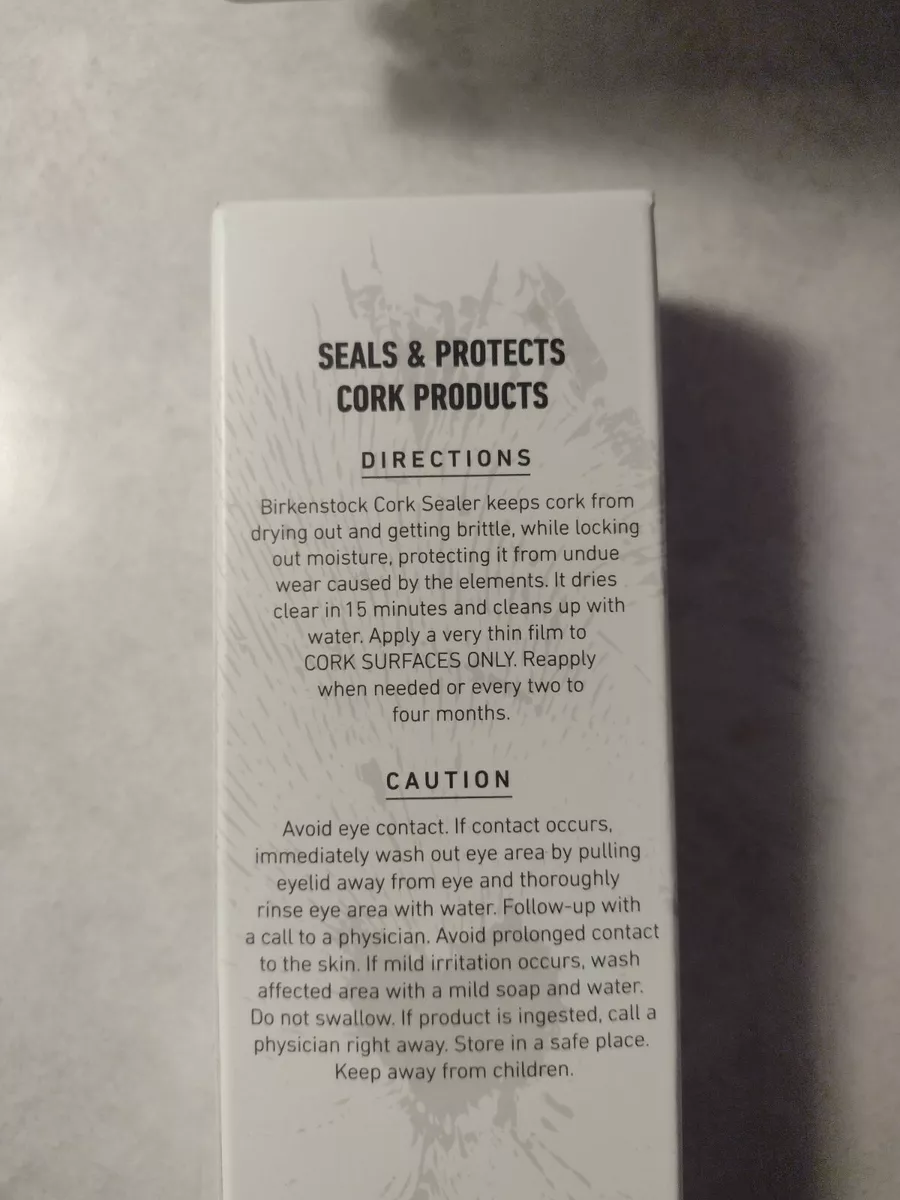 SEALS & PROTECTS
CORK PRODUCTS
DIRECTIONS
Birkenstock Cork Sealer keeps cork from
drying out and getting brittle, while locking
out moisture, protecting it from undue
wear caused by the elements. It dries
clear in 15 minutes and cleans up with
water. Apply a very thin film to
CORK SURFACES ONLY. Reapply
when needed or every two to
four months.
CAUTION
Avoid eye contact. If contact occurs,
immediately wash out eye area by pulling
eyelid away from eye and thoroughly
rinse eye area with water. Follow-up with
a call to a physician. Avoid prolonged contact
to the skin. If mild irritation occurs, wash
affected area with a mild soap and water.
Do not swallow. If product is ingested, call a
physician right away. Store in a safe place.
Keep away from children.